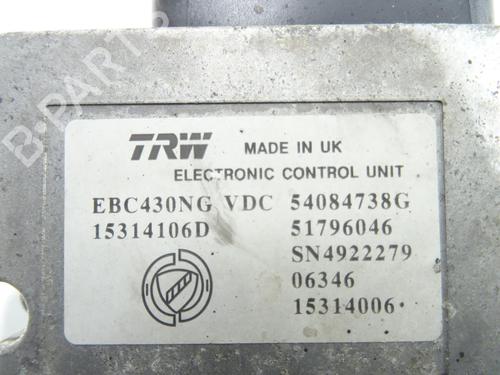 TRW MADE IN UK
ELECTRONIC CONTROL UNIT
EBC430NG VDC 54084738G
15314106D 51796046
SN4922279
06346
15314006
B-PARTS